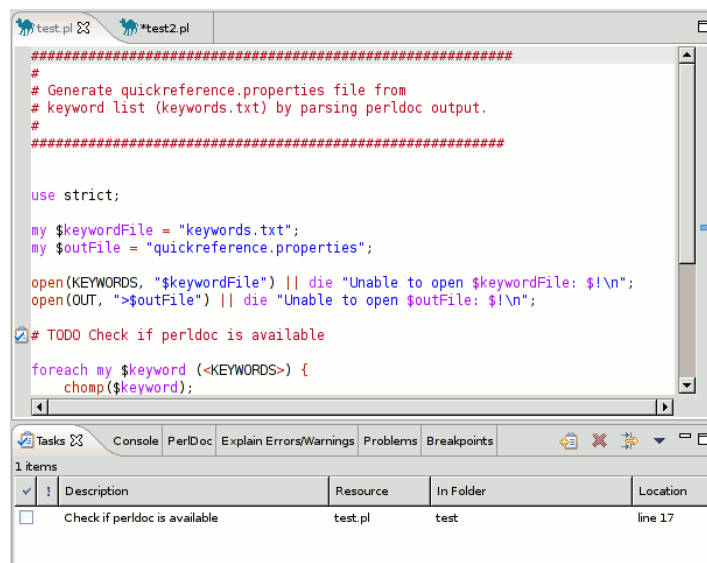 test.pl *test2.pl
###########################################################
#
# Generate quickreference.properties file from
# keyword list (keywords.txt) by parsing perldoc output.
#
##########################################################
use strict;
my $keywordFile = "keywords.txt";
my $outFile = "quickreference.properties";
open(KEYWORDS, "$keywordFile") || die "Unable to open $keywordFile: $!\n";
open(OUT, ">$outFile") || die "Unable to open $outFile: $!\n";
# TODO Check if perldoc is available
foreach my $keyword (<KEYWORDS>) {
    chomp($keyword);
Tasks Console PerlDoc Explain Errors/Warnings Problems Breakpoints
1 items
! Description Resource In Folder Location
Check if perldoc is available test.pl test line 17